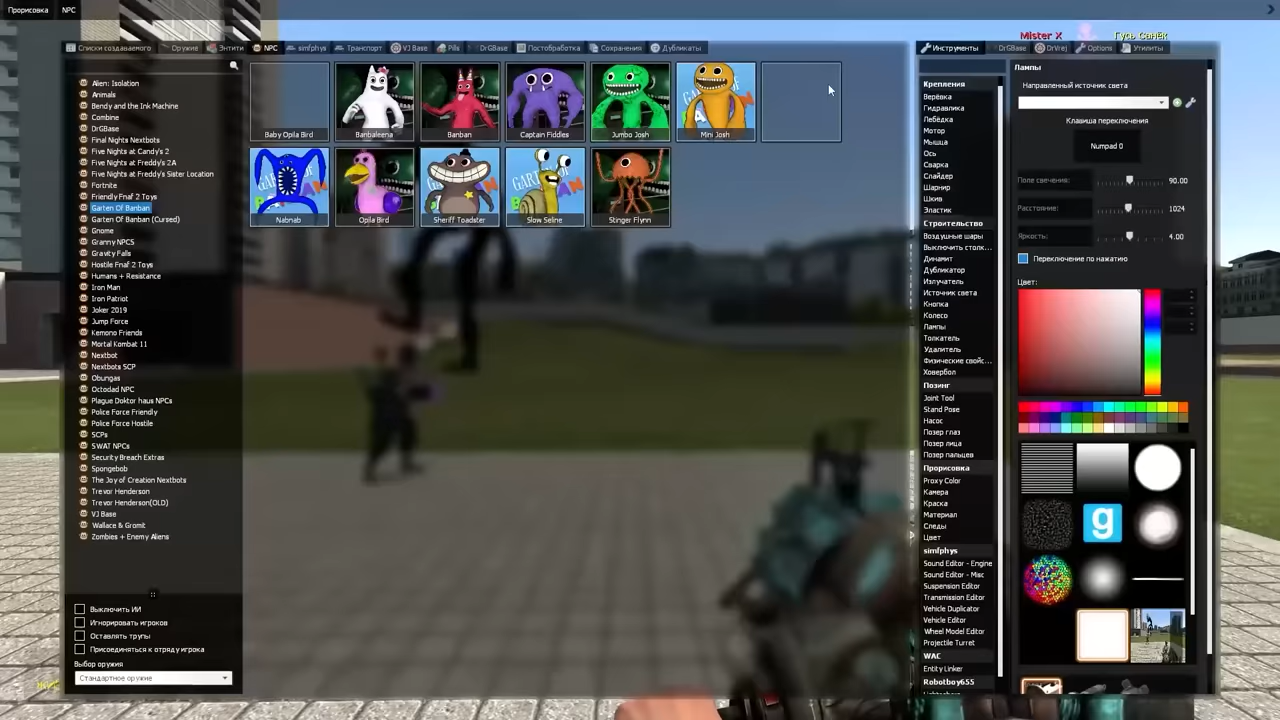 Прорисовка NPC
Mister X Гусь Санёк
Списки создаваемого Оружие Энтити NPC simfphys Транспорт VJ Base Pills DrGBase Постобработка Сохранения Дубликаты
Инструменты DrGBase DrVrej Options Утилиты
Alien: Isolation
Animals
Bendy and the Ink Machine
Combine
DrGBase
Final Nights Nextbots
Five Nights at Candy's 2
Five Nights at Freddy's 2A
Five Nights at Freddy's Sister Location
Fortnite
Friendly Fnaf 2 Toys
Garten Of Banban
Garten Of Banban (Cursed)
Gnome
Granny NPCS
Gravity Falls
Hostile Fnaf 2 Toys
Humans + Resistance
Iron Man
Iron Patriot
Joker 2019
Jump Force
Kemono Friends
Mortal Kombat 11
Nextbot
Nextbots SCP
Obungas
Octodad NPC
Plague Doktor haus NPCs
Police Force Friendly
Police Force Hostile
SCPs
SWAT NPCs
Security Breach Extras
Spongebob
The Joy of Creation Nextbots
Trevor Henderson
Trevor Henderson(OLD)
VJ Base
Wallace & Gromit
Zombies + Enemy Aliens
Выключить ИИ
Игнорировать игроков
Оставлять трупы
Присоединяться к отряду игрока
Выбор оружия
Стандартное оружие
Baby Opila Bird Banbaleena Banban Captain Fiddles Jumbo Josh Mini Josh
Nabnab Opila Bird Sheriff Toadster Slow Seline Stinger Flynn
Крепления
Верёвка
Гидравлика
Лебёдка
Мотор
Мышца
Ось
Сварка
Слайдер
Шарнир
Шкив
Эластик
Строительство
Воздушные шары
Выключить столк...
Динамит
Дубликатор
Излучатель
Источник света
Кнопка
Колесо
Лампы
Толкатель
Удалитель
Физические свойс...
Ховербол
Позинг
Joint Tool
Stand Pose
Насос
Позер глаз
Позер лица
Позер пальцев
Прорисовка
Proxy Color
Камера
Краска
Материал
Следы
Цвет
simfphys
Sound Editor - Engine
Sound Editor - Misc
Suspension Editor
Transmission Editor
Vehicle Duplicator
Vehicle Editor
Wheel Model Editor
Projectile Turret
WAC
Entity Linker
Robotboy655
Лампы
Направленный источник света
Клавиша переключения
Numpad 0
Поле свечения: 90.00
Расстояние: 1024
Яркость: 4.00
Переключение по нажатию
Цвет:
g